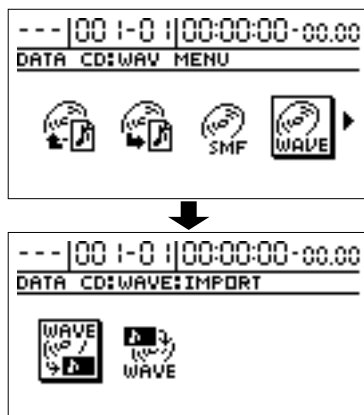 ---|001-01|00:00:00-00.00
DATA CD:WAV MENU
SMF WAVE
---|001-01|00:00:00-00.00
DATA CD:WAVE:IMPORT
WAVE
WAVE